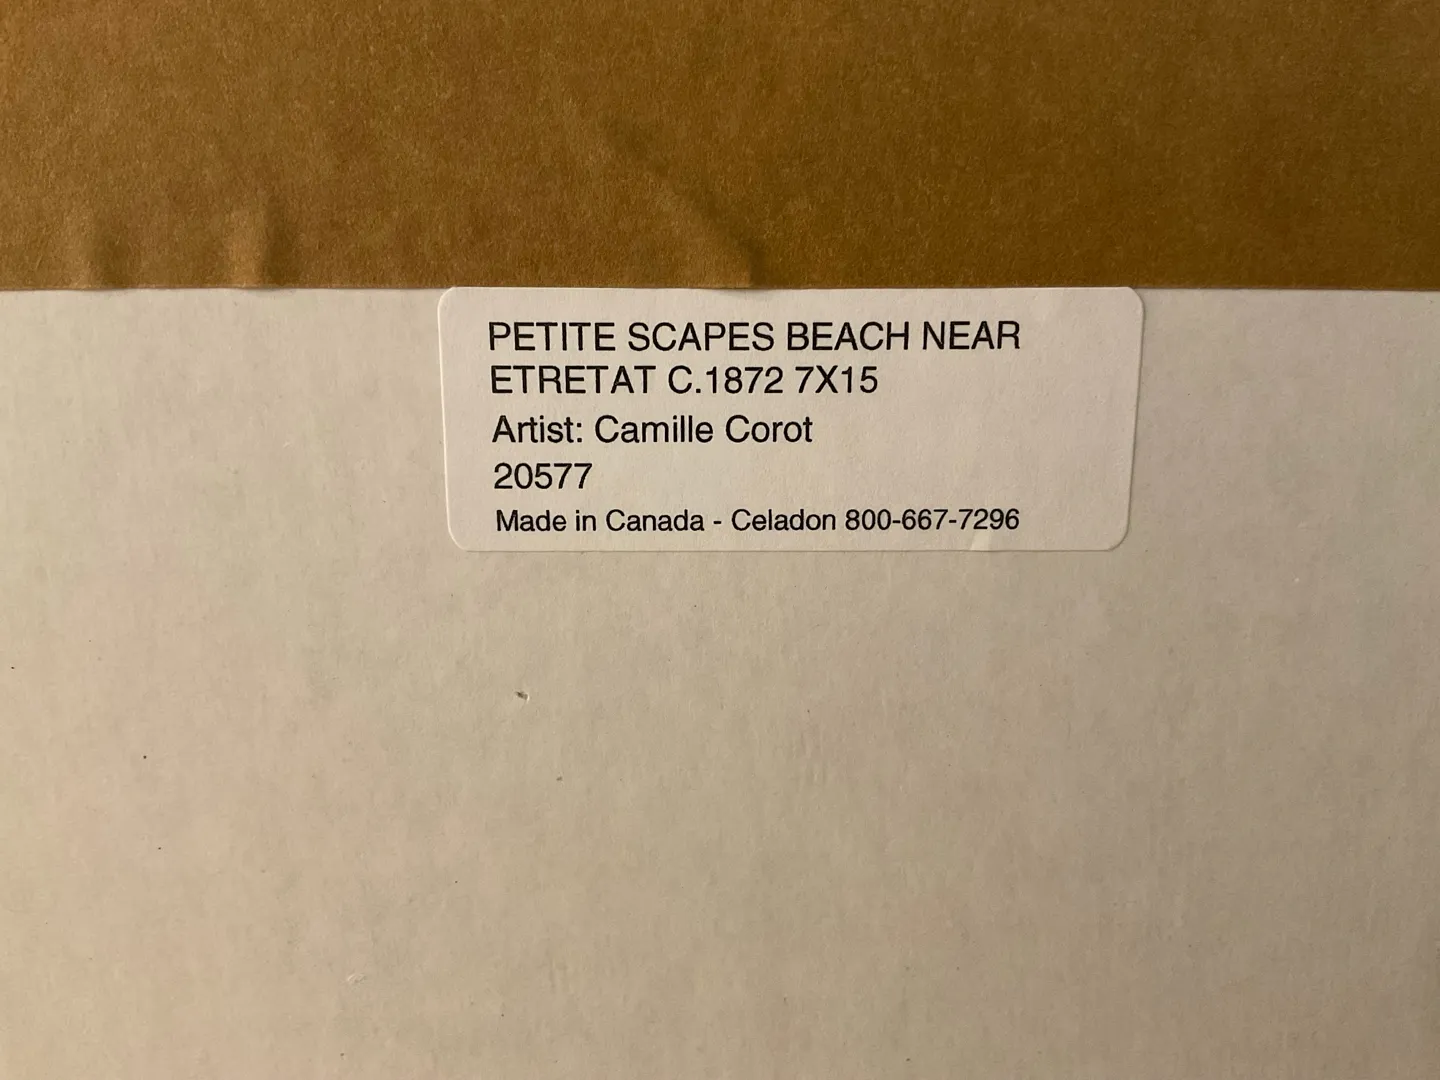 PETITE SCAPES BEACH NEAR
ETRETAT C.1872 7X15
Artist: Camille Corot
20577
Made in Canada - Celadon 800-667-7296